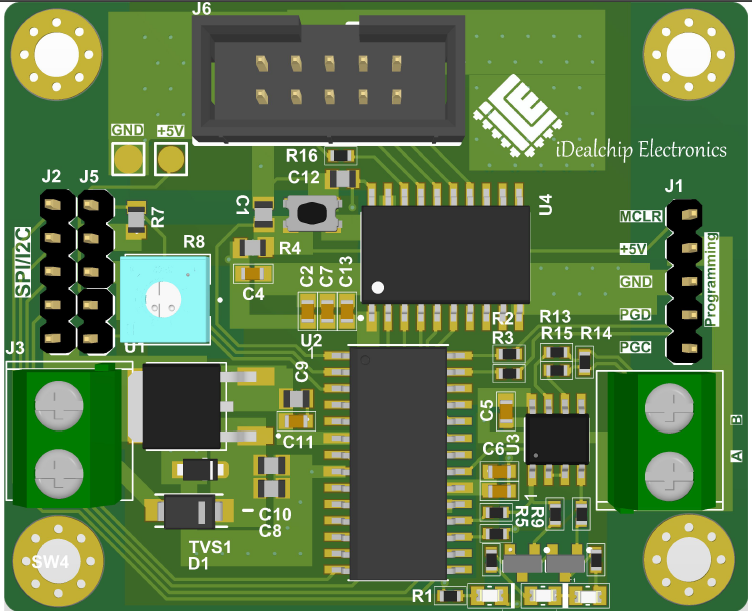 J6
GND
+5V
iDealchip Electronics
R16
C12
J2
J5
J1
U4
C1
R7
MCLR
SPI/I2C
R8
R4
+5V
Programming
GND
C4
C2
C7
C13
PGD
R2
R13
U2
R3
R15
R14
PGC
J3
U1
1
C9
C5
B
C11
C6
U3
A
1
C10
C8
R5
R9
TVS1
D1
SW4
R1